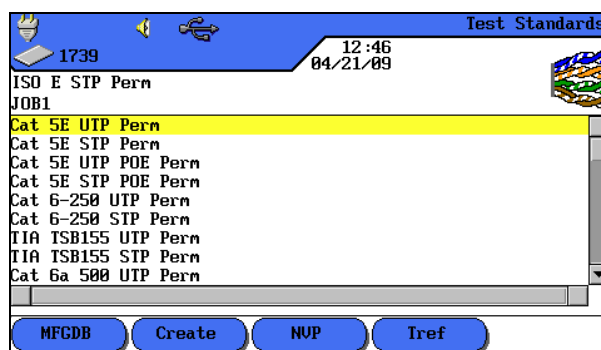 Test Standards
1739
12:46
04/21/09
ISO E STP Perm
JOB1
Cat 5E UTP Perm
Cat 5E STP Perm
Cat 5E UTP POE Perm
Cat 5E STP POE Perm
Cat 6-250 UTP Perm
Cat 6-250 STP Perm
TIA TSB155 UTP Perm
TIA TSB155 STP Perm
Cat 6a 500 UTP Perm
MFGDB Create NVP Tref